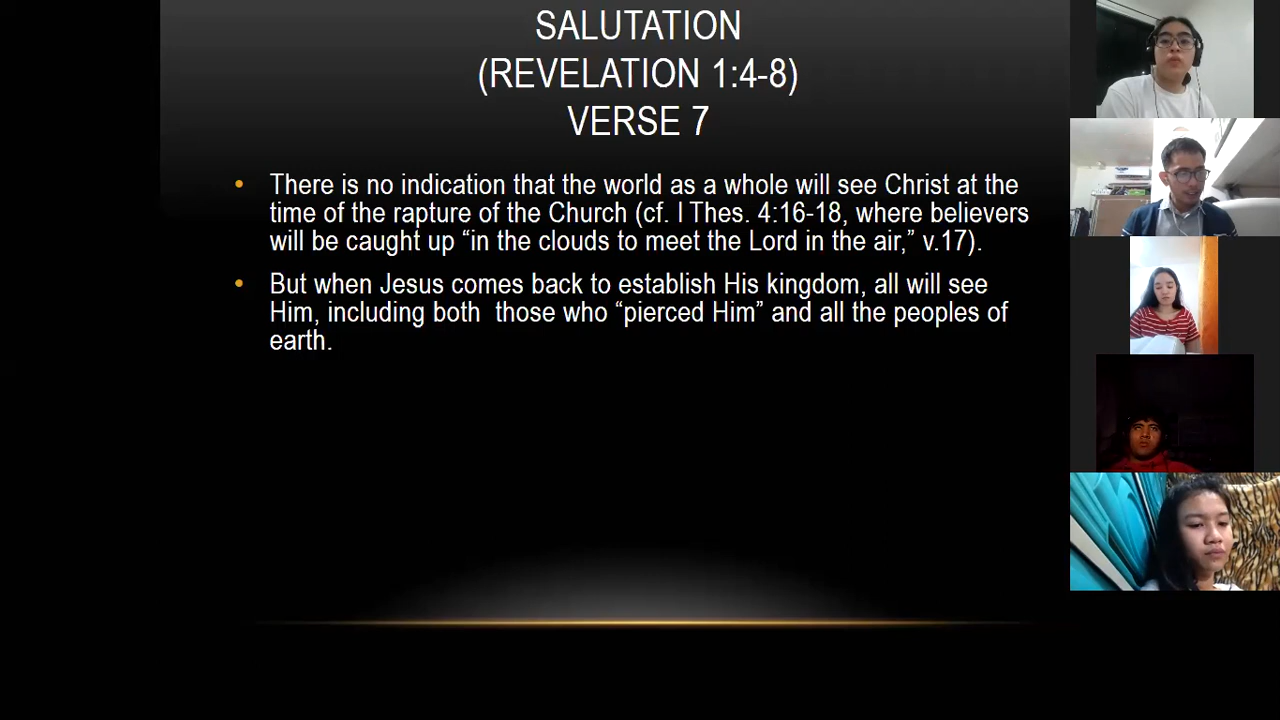 SALUTATION
(REVELATION 1:4-8)
VERSE 7
• There is no indication that the world as a whole will see Christ at the
time of the rapture of the Church (cf. I Thes. 4:16-18, where believers
will be caught up “in the clouds to meet the Lord in the air,” v.17).
• But when Jesus comes back to establish His kingdom, all will see
Him, including both  those who “pierced Him” and all the peoples of
earth.